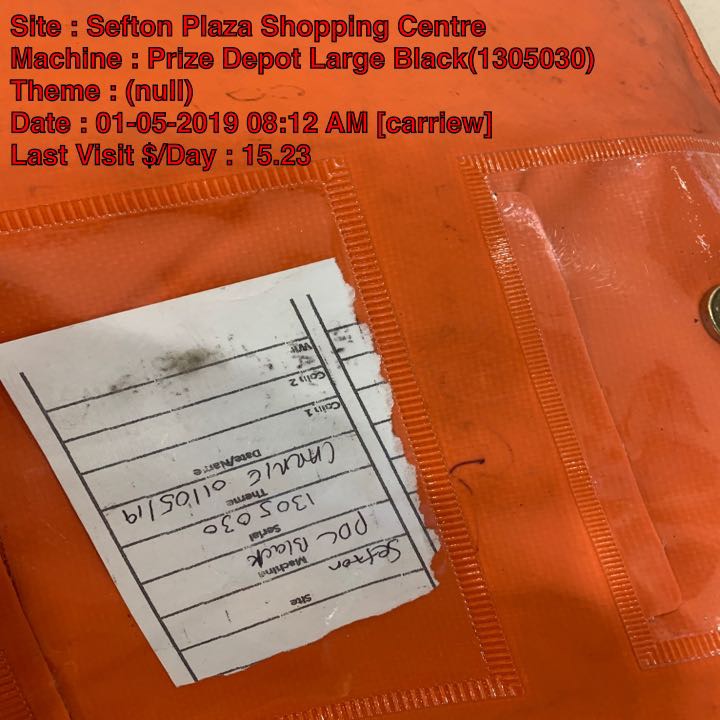 Site : Sefton Plaza Shopping Centre
Machine : Prize Depot Large Black(1305030)
Theme : (null)
Date : 01-05-2019 08:12 AM [carriew]
Last Visit $/Day : 15.23
Site
Sefton
Machine
PDL Black
Serial
1305030
Theme
Date/Name
Carrie 01/05/19
Coin 1
Coin 2